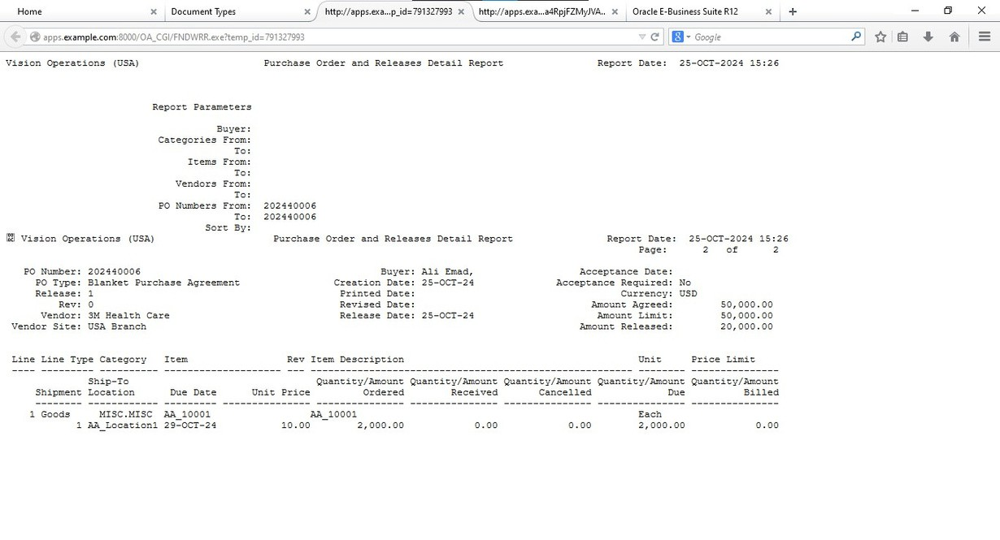 Home Document Types http://apps.exa...p_id=791327993 http://apps.exa...a4RpjFZMyJVA... Oracle E-Business Suite R12
apps.example.com:8000/OA_CGI/FNDWRR.exe?temp_id=791327993 Google
Vision Operations (USA) Purchase Order and Releases Detail Report Report Date: 25-OCT-2024 15:26
Report Parameters
Buyer:
Categories From:
To:
Items From:
To:
Vendors From:
To:
PO Numbers From: 202440006
To: 202440006
Sort By:
Vision Operations (USA) Purchase Order and Releases Detail Report Report Date: 25-OCT-2024 15:26
Page: 2 of 2
PO Number: 202440006 Buyer: Ali Emad, Acceptance Date:
PO Type: Blanket Purchase Agreement Creation Date: 25-OCT-24 Acceptance Required: No
Release: 1 Printed Date: Currency: USD
Rev: 0 Revised Date: Amount Agreed: 50,000.00
Vendor: 3M Health Care Release Date: 25-OCT-24 Amount Limit: 50,000.00
Vendor Site: USA Branch Amount Released: 20,000.00
Line Line Type Category Item Rev Item Description Unit Price Limit
Ship-To Quantity/Amount Quantity/Amount Quantity/Amount Quantity/Amount Quantity/Amount
Shipment Location Due Date Unit Price Ordered Received Cancelled Due Billed
1 Goods MISC.MISC AA_10001 AA_10001 Each
1 AA_Location1 29-OCT-24 10.00 2,000.00 0.00 0.00 2,000.00 0.00